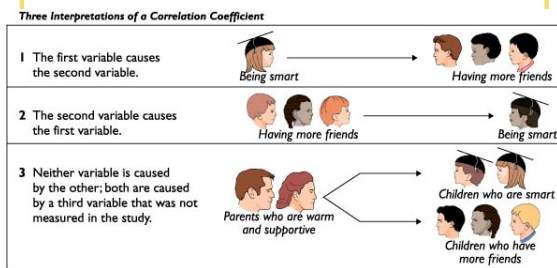 Three Interpretations of a Correlation Coefficient
1 The first variable causes
the second variable.
Being smart
Having more friends
2 The second variable causes
the first variable.
Having more friends
Being smart
3 Neither variable is caused
by the other; both are caused
by a third variable that was not
measured in the study.
Parents who are warm
and supportive
Children who are smart
Children who have
more friends